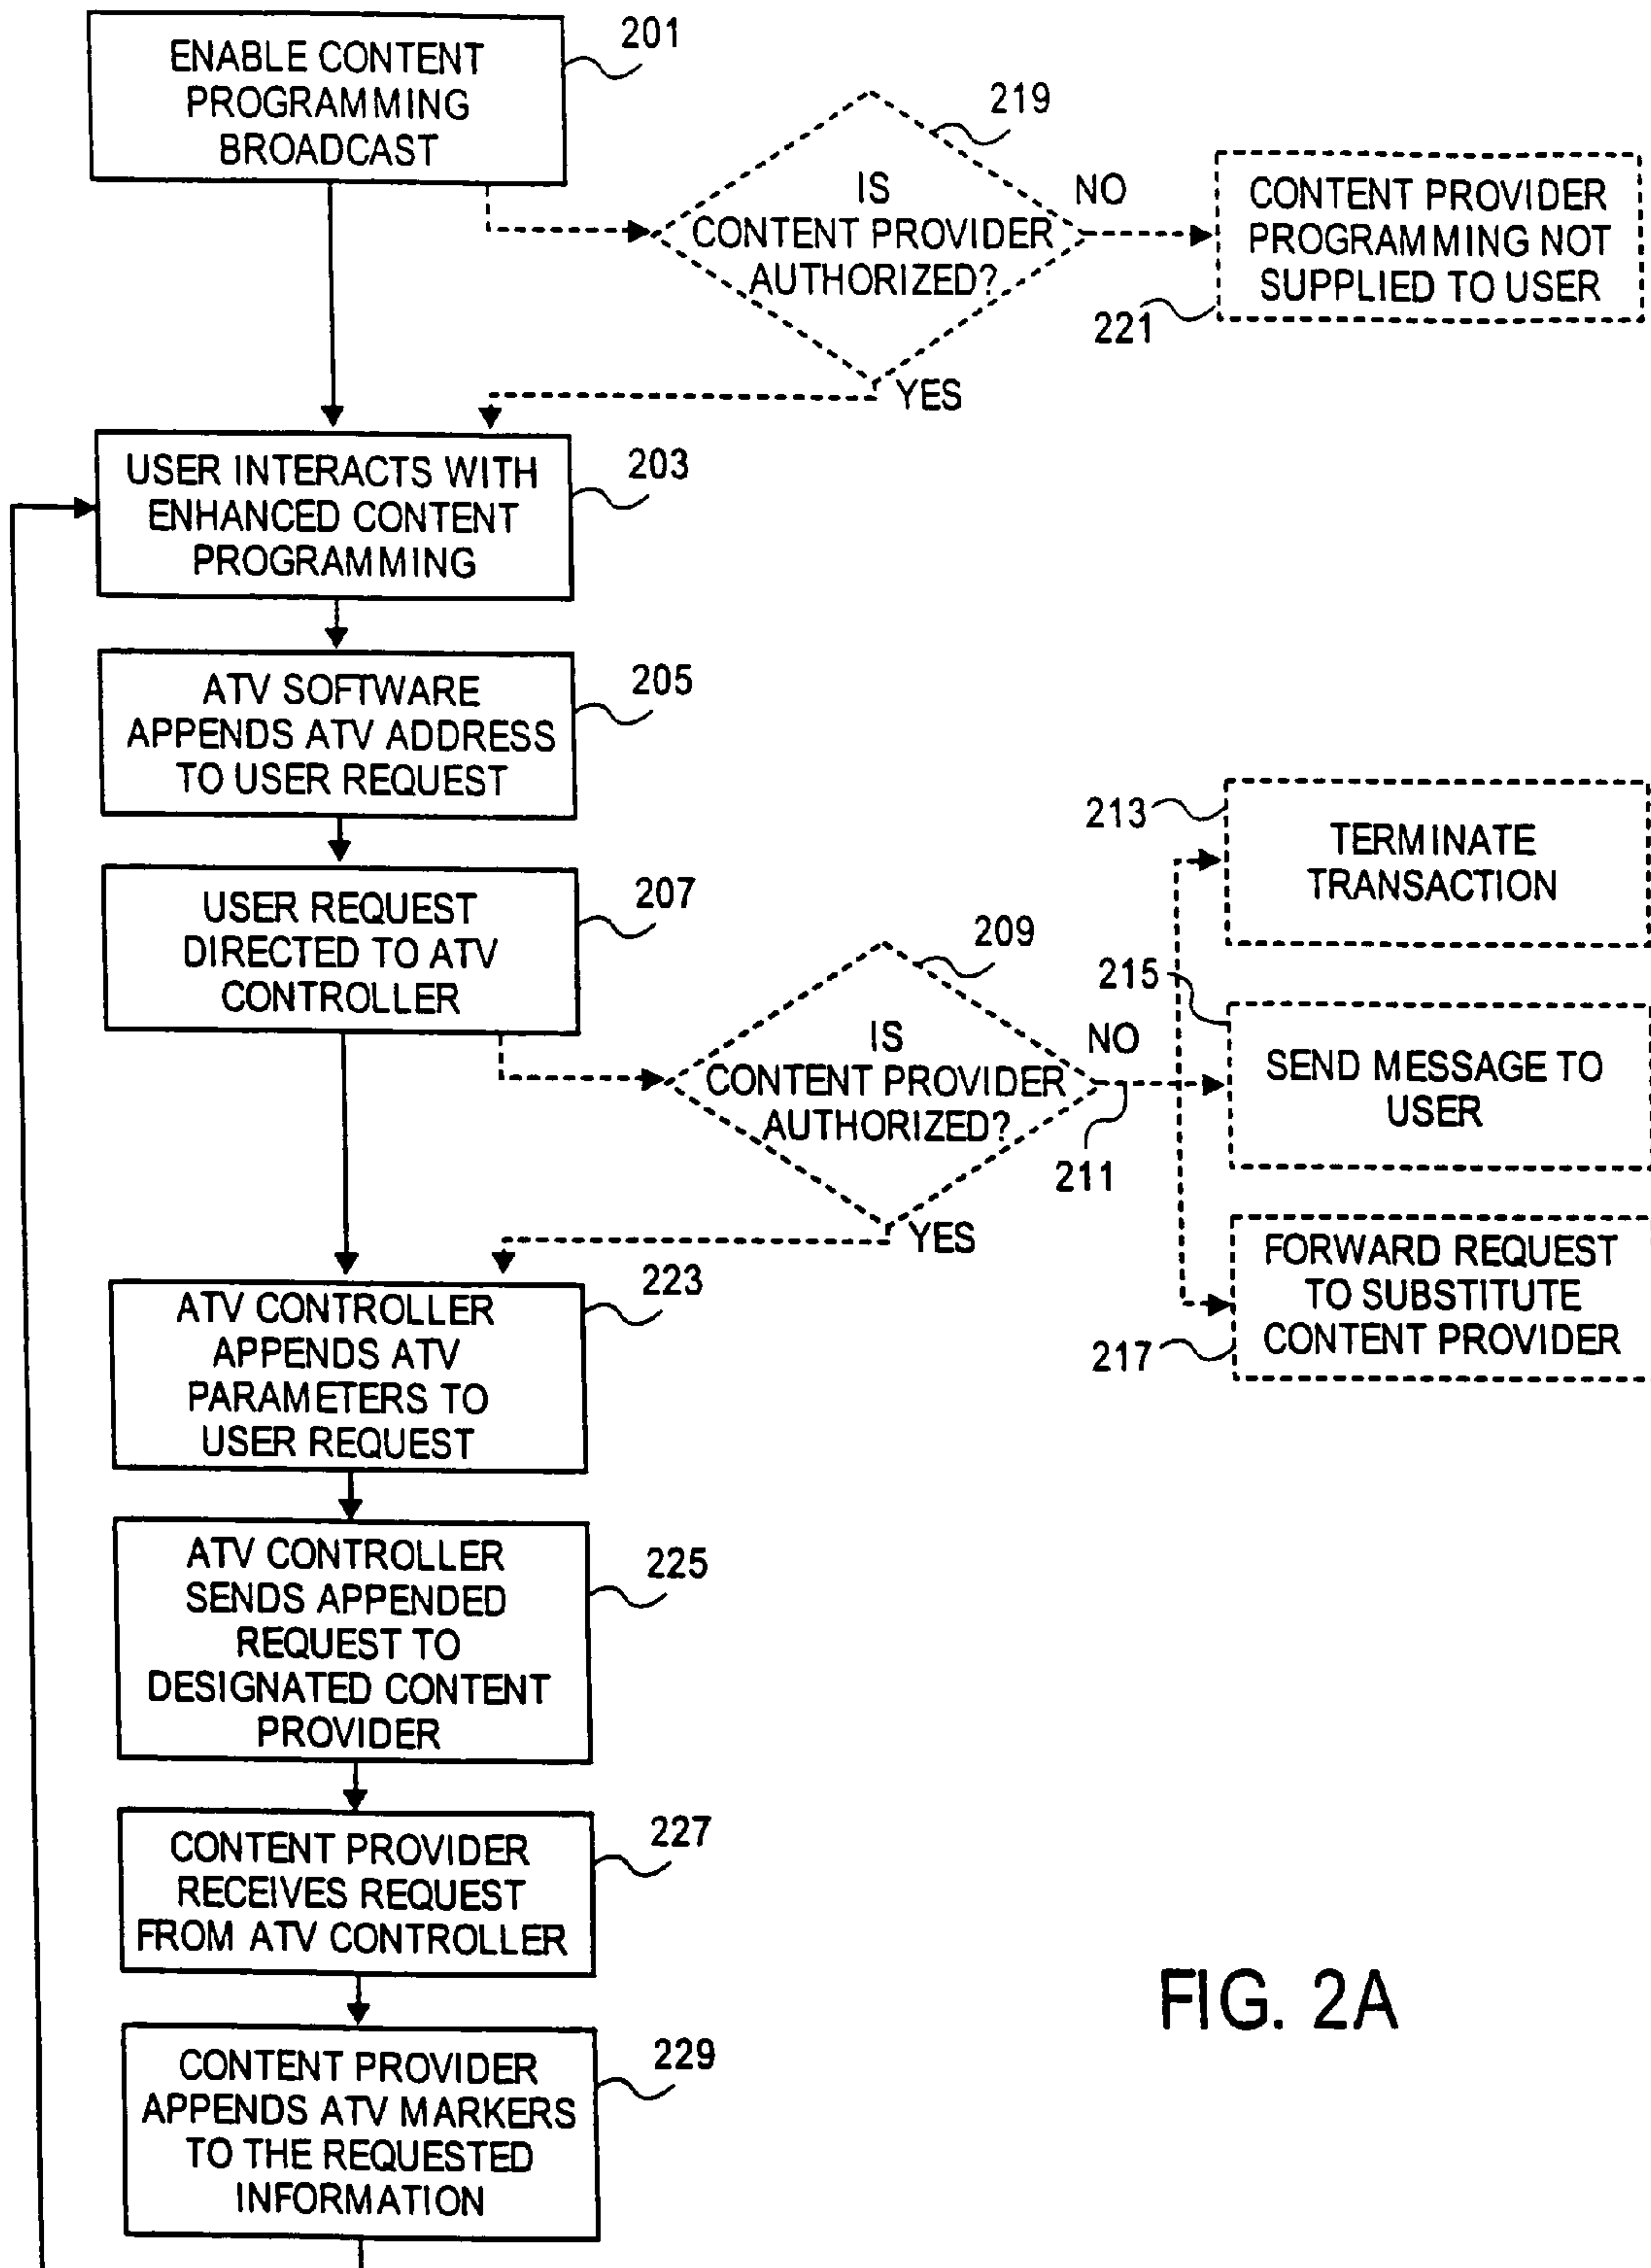 ENABLE CONTENT
PROGRAMMING
BROADCAST
201
219
IS
CONTENT PROVIDER
AUTHORIZED?
NO
YES
CONTENT PROVIDER
PROGRAMMING NOT
SUPPLIED TO USER
221
USER INTERACTS WITH
ENHANCED CONTENT
PROGRAMMING
203
ATV SOFTWARE
APPENDS ATV ADDRESS
TO USER REQUEST
205
USER REQUEST
DIRECTED TO ATV
CONTROLLER
207
209
IS
CONTENT PROVIDER
AUTHORIZED?
NO
211
YES
213
TERMINATE
TRANSACTION
215
SEND MESSAGE TO
USER
FORWARD REQUEST
TO SUBSTITUTE
CONTENT PROVIDER
217
ATV CONTROLLER
APPENDS ATV
PARAMETERS TO
USER REQUEST
223
ATV CONTROLLER
SENDS APPENDED
REQUEST TO
DESIGNATED CONTENT
PROVIDER
225
CONTENT PROVIDER
RECEIVES REQUEST
FROM ATV CONTROLLER
227
CONTENT PROVIDER
APPENDS ATV MARKERS
TO THE REQUESTED
INFORMATION
229
FIG. 2A